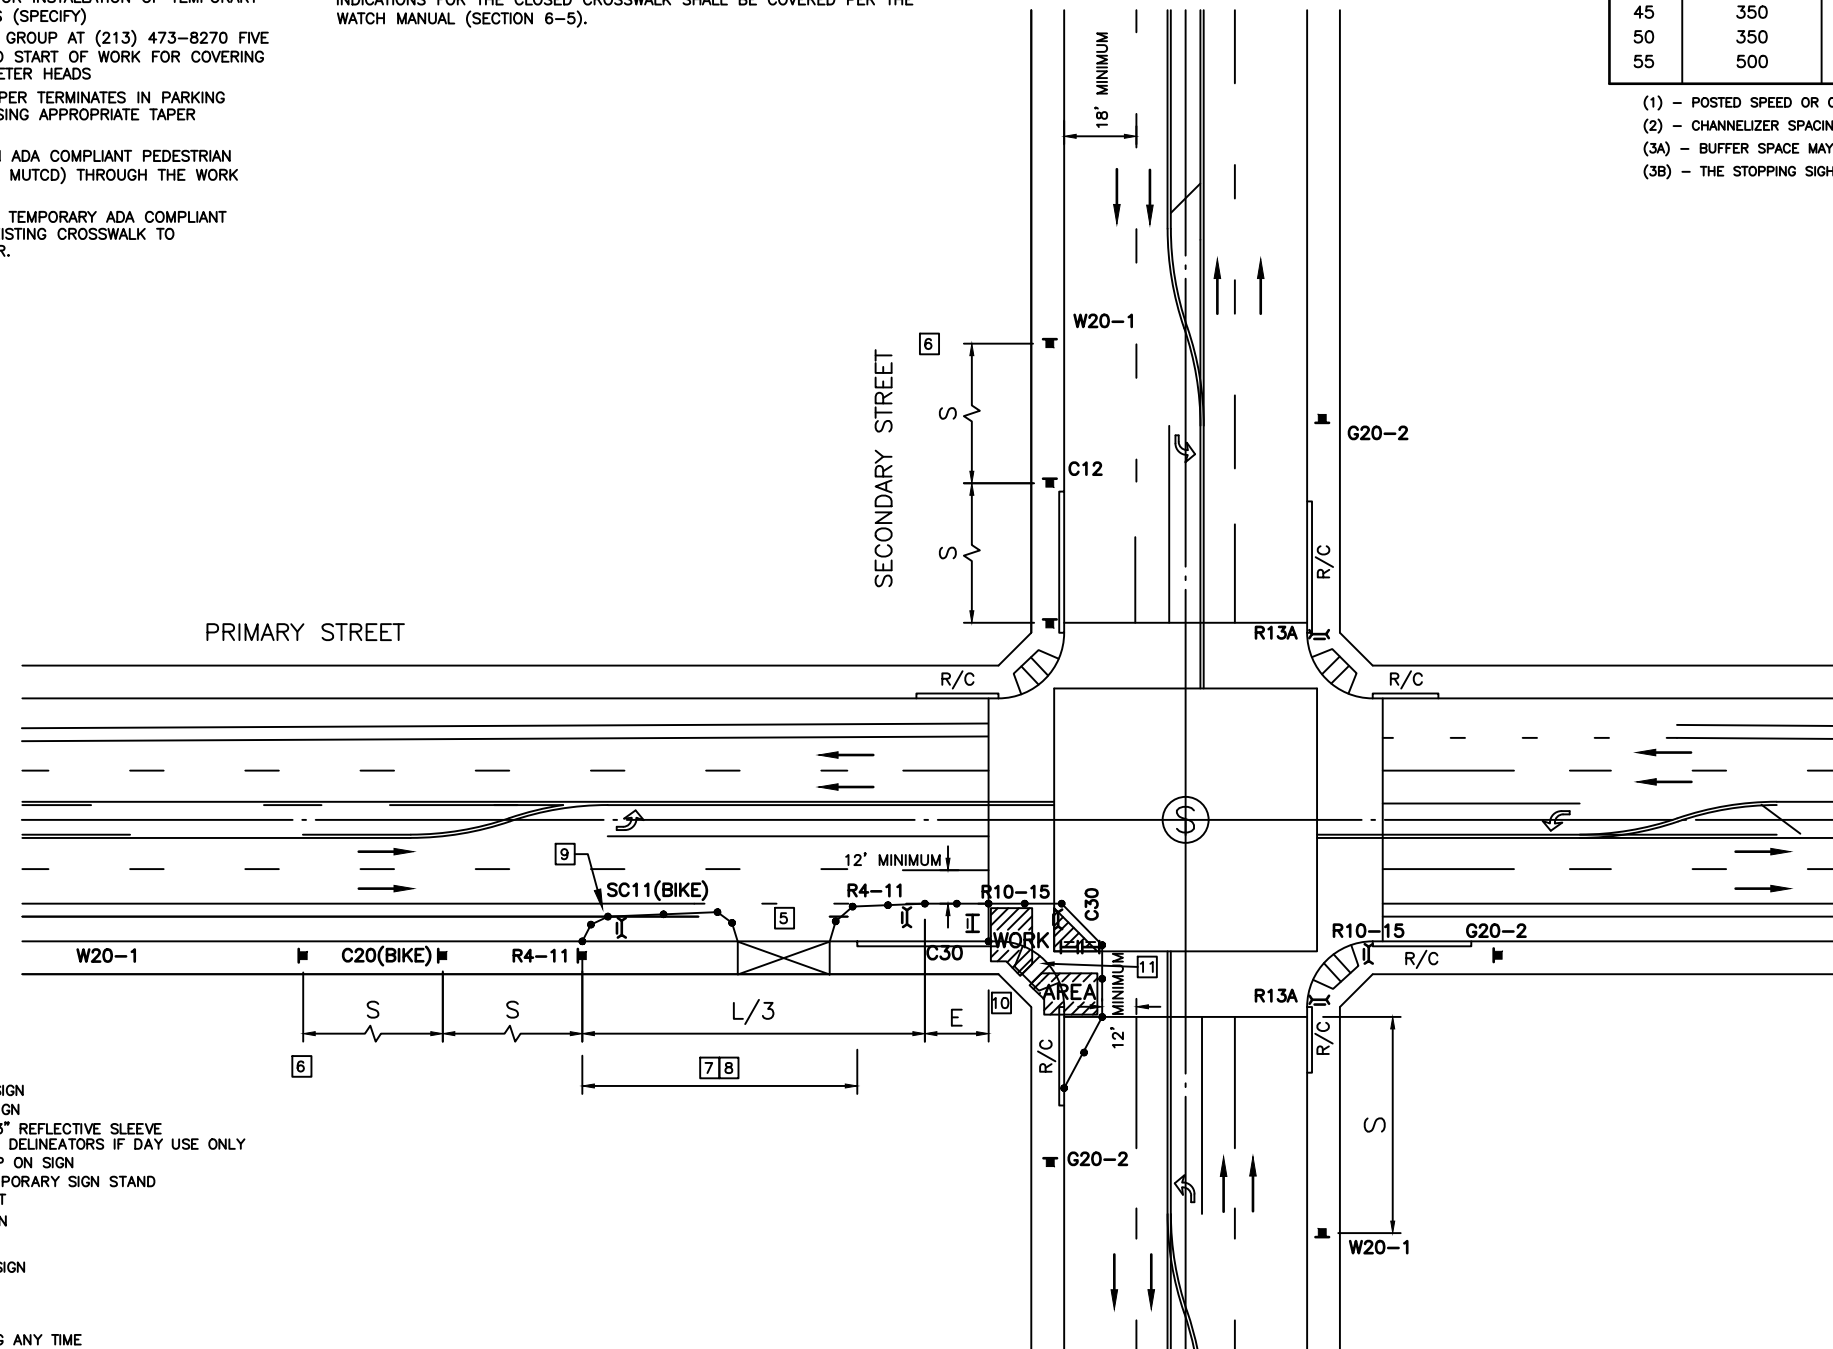 OR INSTALLATION OF TEMPORARY
S (SPECIFY)
GROUP AT (213) 473-8270 FIVE
O START OF WORK FOR COVERING
ETER HEADS
PER TERMINATES IN PARKING
SING APPROPRIATE TAPER
ADA COMPLIANT PEDESTRIAN
MUTCD) THROUGH THE WORK
TEMPORARY ADA COMPLIANT
ISTING CROSSWALK TO
R.
INDICATIONS FOR THE CLOSED CROSSWALK SHALL BE COVERED PER THE
WATCH MANUAL (SECTION 6-5).
45 350
50 350
55 500
(1) - POSTED SPEED OR
(2) - CHANNELIZER SPACIN
(3A) - BUFFER SPACE MAY
(3B) - THE STOPPING SIGH
18' MINIMUM
W20-1
6
S
SECONDARY STREET
G20-2
C12
S
R/C
PRIMARY STREET
R13A
R/C
R/C
S
9
12' MINIMUM
SC11(BIKE)
R4-11
R10-15
C30
5
W20-1
C20(BIKE)
R4-11
C30
WORK
AREA
11
12' MINIMUM
R10-15
G20-2
R/C
R13A
S
S
L/3
E
10
R/C
R/C
6
7 8
S
G20-2
W20-1
SIGN
GN
3" REFLECTIVE SLEEVE
DELINEATORS IF DAY USE ONLY
P ON SIGN
PORARY SIGN STAND
T
N
SIGN
G ANY TIME